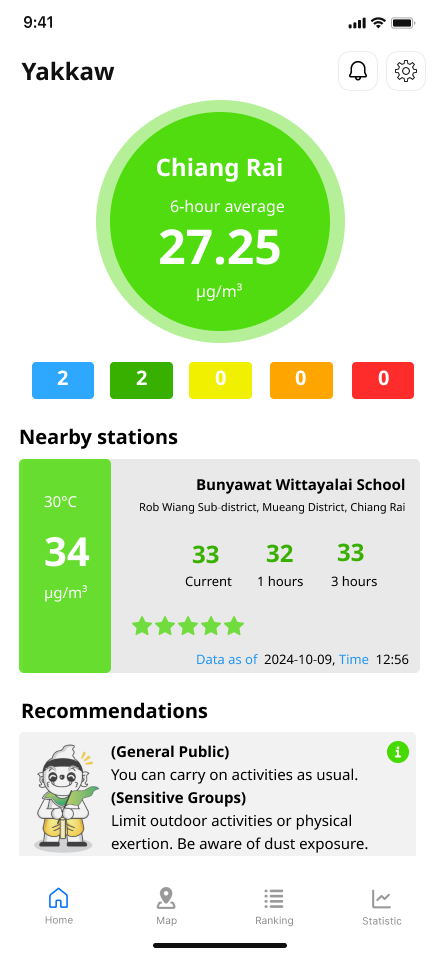 9:41
Yakkaw
Chiang Rai
6-hour average
27.25
µg/m³
2 2 0 0 0
Nearby stations
30°C
34
µg/m³
Bunyawat Wittayalai School
Rob Wiang Sub-district, Mueang District, Chiang Rai
33 32 33
Current 1 hours 3 hours
Data as of 2024-10-09, Time 12:56
Recommendations
(General Public)
You can carry on activities as usual.
(Sensitive Groups)
Limit outdoor activities or physical
exertion. Be aware of dust exposure.
Home Map Ranking Statistic